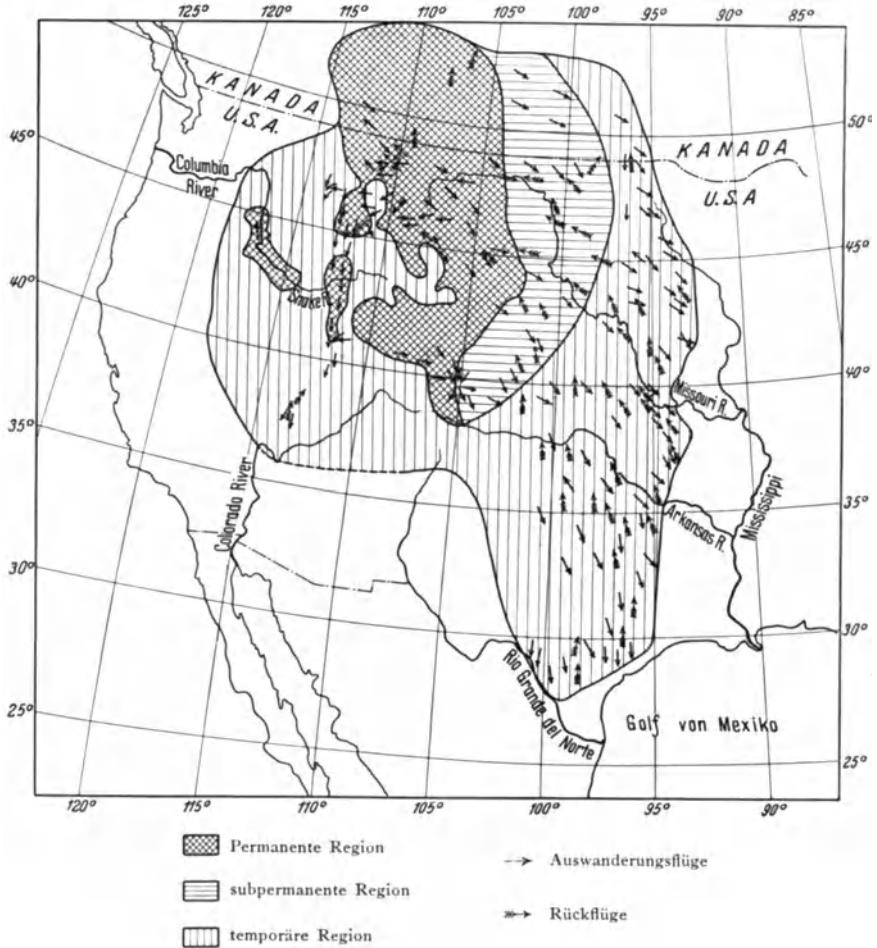 125° 120° 115° 110° 105° 100° 95° 90° 85°
KANADA
U.S.A.
50°
45°
KANADA
U.S.A
Columbia
River
45°
40°
Snake R.
40°
Missouri R.
35°
35°
Colorado River
Arkansas R.
Mississippi
30°
30°
Rio Grande del Norte
Golf von Mexiko
25°
25°
120° 115° 110° 105° 100° 95° 90°
Permanente Region
Auswanderungsflüge
subpermanente Region
Rückflüge
temporäre Region